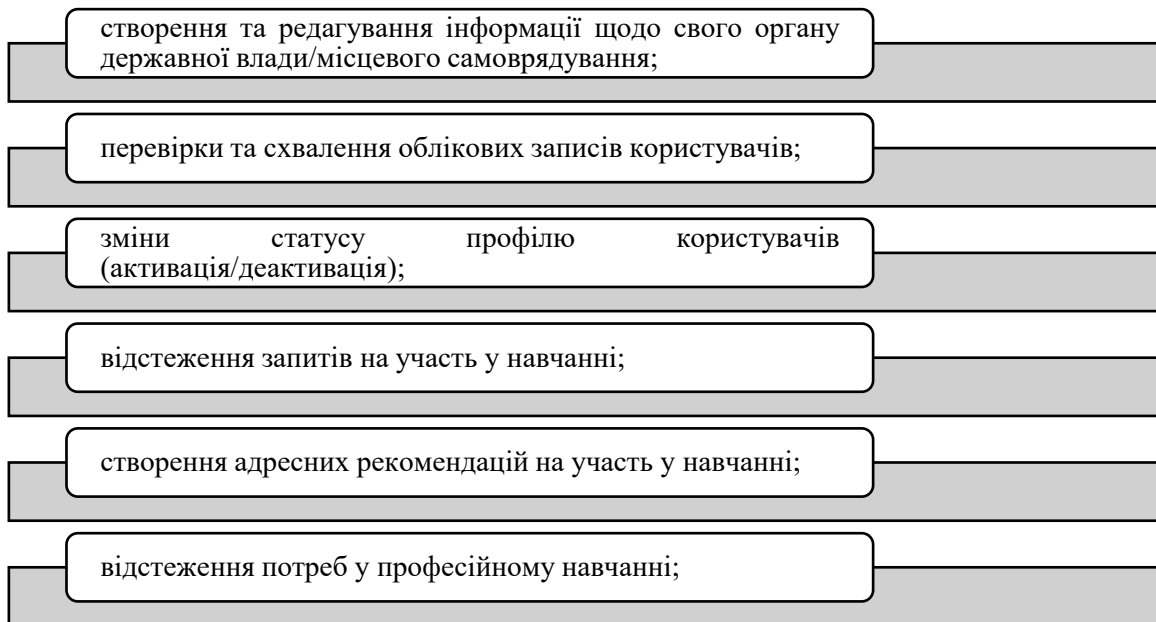 створення та редагування інформації щодо свого органу
державної влади/місцевого самоврядування;
перевірки та схвалення облікових записів користувачів;
зміни статусу профілю користувачів
(активація/деактивація);
відстеження запитів на участь у навчанні;
створення адресних рекомендацій на участь у навчанні;
відстеження потреб у професійному навчанні;